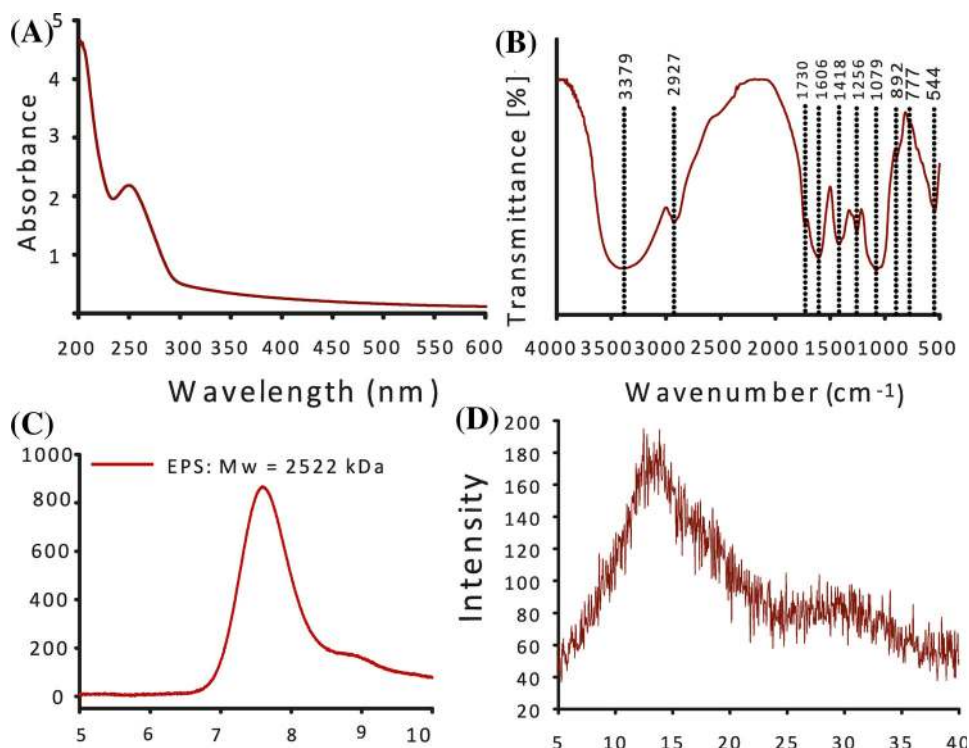 (A)
5
4
3
2
1
Absorbance
200 250 300 350 400 450 500 550 600
Wavelength (nm)
(B)
Transmittance [%]
3379
2927
1730
1606
1418
1256
1079
892
777
544
4000 3500 3000 2500 2000 1500 1000 500
Wavenumber (cm-1)
(C)
1000
800
600
400
200
0
EPS: Mw = 2522 kDa
5 6 7 8 9 10
(D)
200
180
160
140
120
100
80
60
40
20
Intensity
5 10 15 20 25 30 35 40